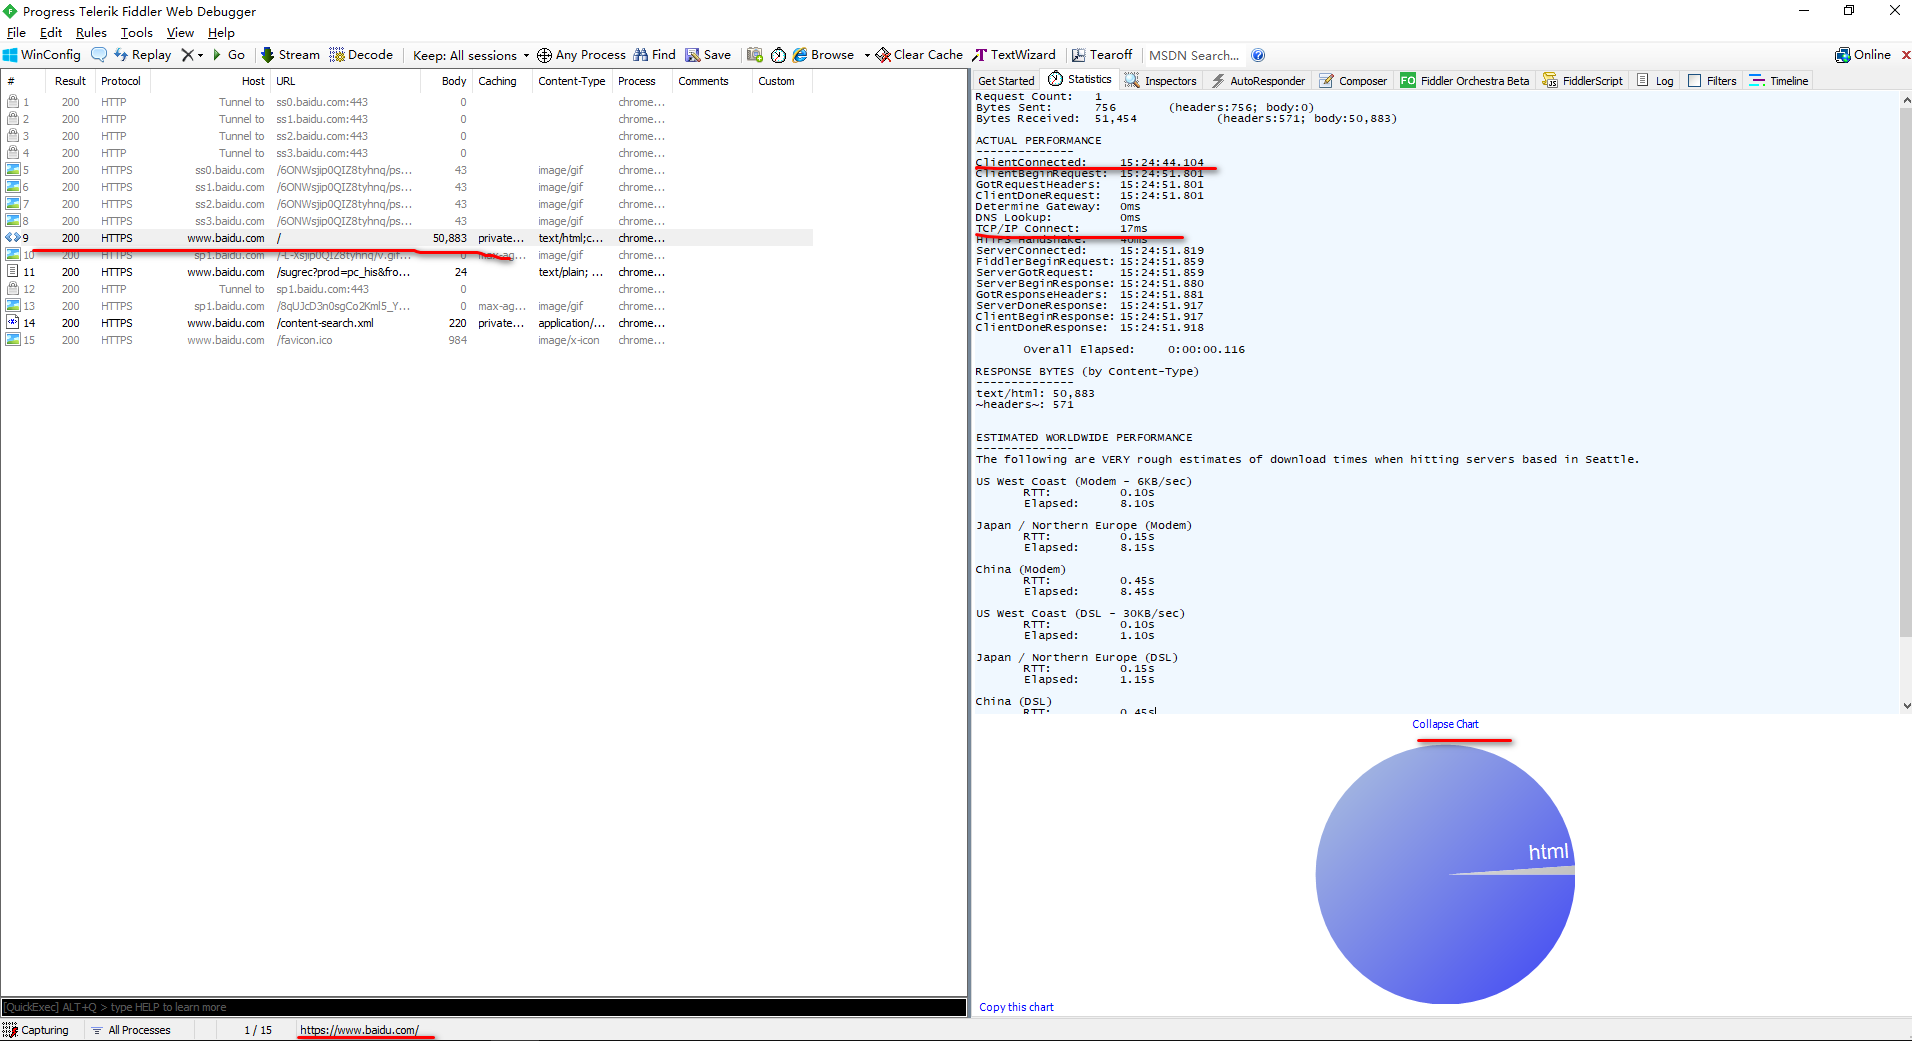 Progress Telerik Fiddler Web Debugger
File Edit Rules Tools View Help
WinConfig Replay Go Stream Decode Keep: All sessions Any Process Find Save Browse Clear Cache TextWizard Tearoff MSDN Search... Online
# Result Protocol Host URL Body Caching Content-Type Process Comments Custom
1 200 HTTP Tunnel to ss0.baidu.com:443 0 chrome...
2 200 HTTP Tunnel to ss1.baidu.com:443 0 chrome...
3 200 HTTP Tunnel to ss2.baidu.com:443 0 chrome...
4 200 HTTP Tunnel to ss3.baidu.com:443 0 chrome...
5 200 HTTPS ss0.baidu.com /6ONWsjip0QIZ8tyhnq/ps... 43 image/gif chrome...
6 200 HTTPS ss1.baidu.com /6ONWsjip0QIZ8tyhnq/ps... 43 image/gif chrome...
7 200 HTTPS ss2.baidu.com /6ONWsjip0QIZ8tyhnq/ps... 43 image/gif chrome...
8 200 HTTPS ss3.baidu.com /6ONWsjip0QIZ8tyhnq/ps... 43 image/gif chrome...
9 200 HTTPS www.baidu.com / 50,883 private... text/html;c... chrome...
10 200 HTTPS sp1.baidu.com /-L-Xsjip0QIZ8tyhnq/v.gif... 0 max-ag... image/gif chrome...
11 200 HTTPS www.baidu.com /sugrec?prod=pc_his&fro... 24 text/plain; ... chrome...
12 200 HTTP Tunnel to sp1.baidu.com:443 0 chrome...
13 200 HTTPS sp1.baidu.com /8qUJcD3n0sgCo2Kml5_Y... 0 max-ag... image/gif chrome...
14 200 HTTPS www.baidu.com /content-search.xml 220 private... application/... chrome...
15 200 HTTPS www.baidu.com /favicon.ico 984 image/x-icon chrome...
[QuickExec] ALT+Q > type HELP to learn more
Capturing All Processes 1 / 15 https://www.baidu.com/
Get Started Statistics Inspectors AutoResponder Composer FO Fiddler Orchestra Beta FiddlerScript Log Filters Timeline
Request Count: 1
Bytes Sent: 756 (headers:756; body:0)
Bytes Received: 51,454 (headers:571; body:50,883)
ACTUAL PERFORMANCE
--------------
ClientConnected: 15:24:44.104
ClientBeginRequest: 15:24:51.801
GotRequestHeaders: 15:24:51.801
ClientDoneRequest: 15:24:51.801
Determine Gateway: 0ms
DNS Lookup: 0ms
TCP/IP Connect: 17ms
HTTPS Handshake: 40ms
ServerConnected: 15:24:51.819
FiddlerBeginRequest: 15:24:51.859
ServerGotRequest: 15:24:51.859
ServerBeginResponse: 15:24:51.880
GotResponseHeaders: 15:24:51.881
ServerDoneResponse: 15:24:51.917
ClientBeginResponse: 15:24:51.917
ClientDoneResponse: 15:24:51.918
Overall Elapsed: 0:00:00.116
RESPONSE BYTES (by Content-Type)
--------------
text/html: 50,883
~headers~: 571
ESTIMATED WORLDWIDE PERFORMANCE
--------------
The following are VERY rough estimates of download times when hitting servers based in Seattle.
US West Coast (Modem - 6KB/sec)
RTT: 0.10s
Elapsed: 8.10s
Japan / Northern Europe (Modem)
RTT: 0.15s
Elapsed: 8.15s
China (Modem)
RTT: 0.45s
Elapsed: 8.45s
US West Coast (DSL - 30KB/sec)
RTT: 0.10s
Elapsed: 1.10s
Japan / Northern Europe (DSL)
RTT: 0.15s
Elapsed: 1.15s
China (DSL)
RTT: 0.45s
Collapse Chart
html
Copy this chart